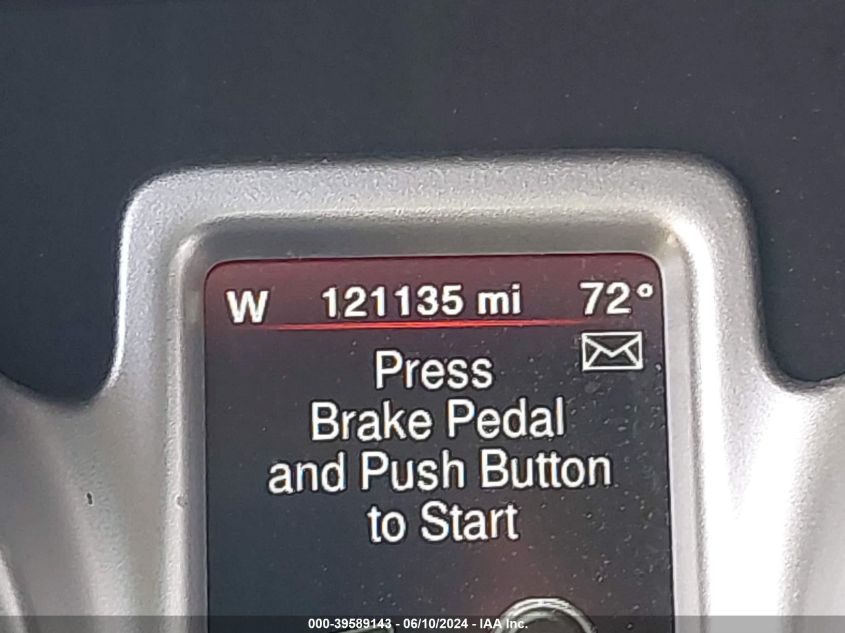 W 121135 mi 72°
Press
Brake Pedal
and Push Button
to Start
000-39589143 - 06/10/2024 - IAA Inc.